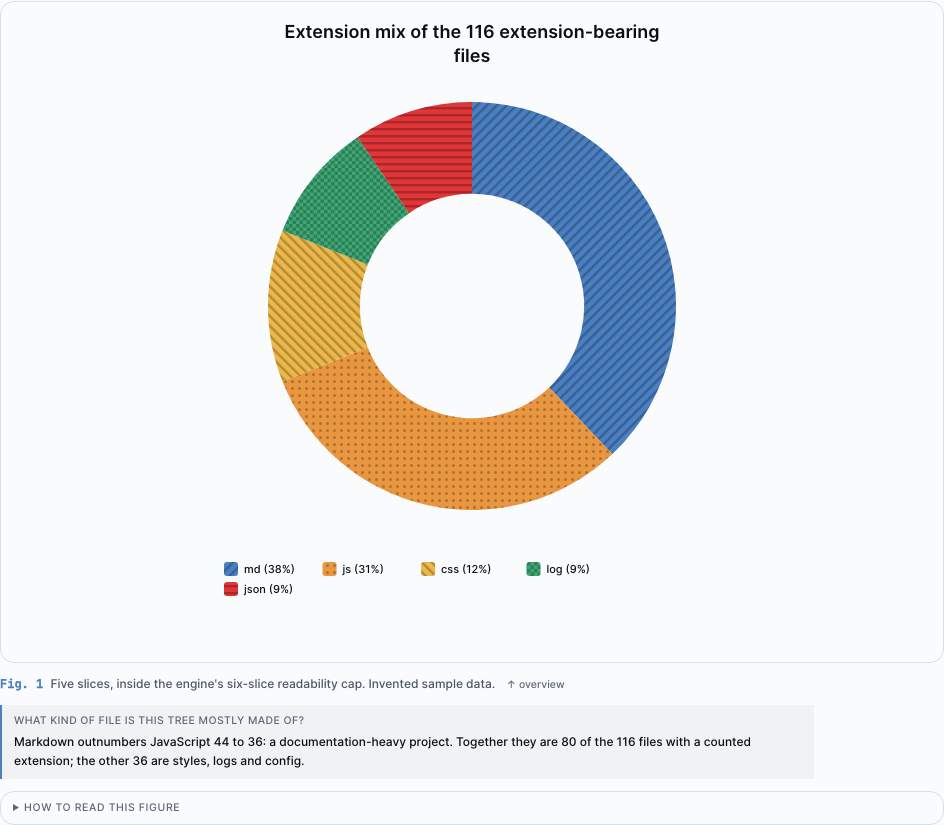 Extension mix of the 116 extension-bearing
files
md (38%)
js (31%)
css (12%)
log (9%)
json (9%)
Fig. 1 Five slices, inside the engine's six-slice readability cap. Invented sample data. ↑ overview
WHAT KIND OF FILE IS THIS TREE MOSTLY MADE OF?
Markdown outnumbers JavaScript 44 to 36: a documentation-heavy project. Together they are 80 of the 116 files with a counted
extension; the other 36 are styles, logs and config.
▶ HOW TO READ THIS FIGURE